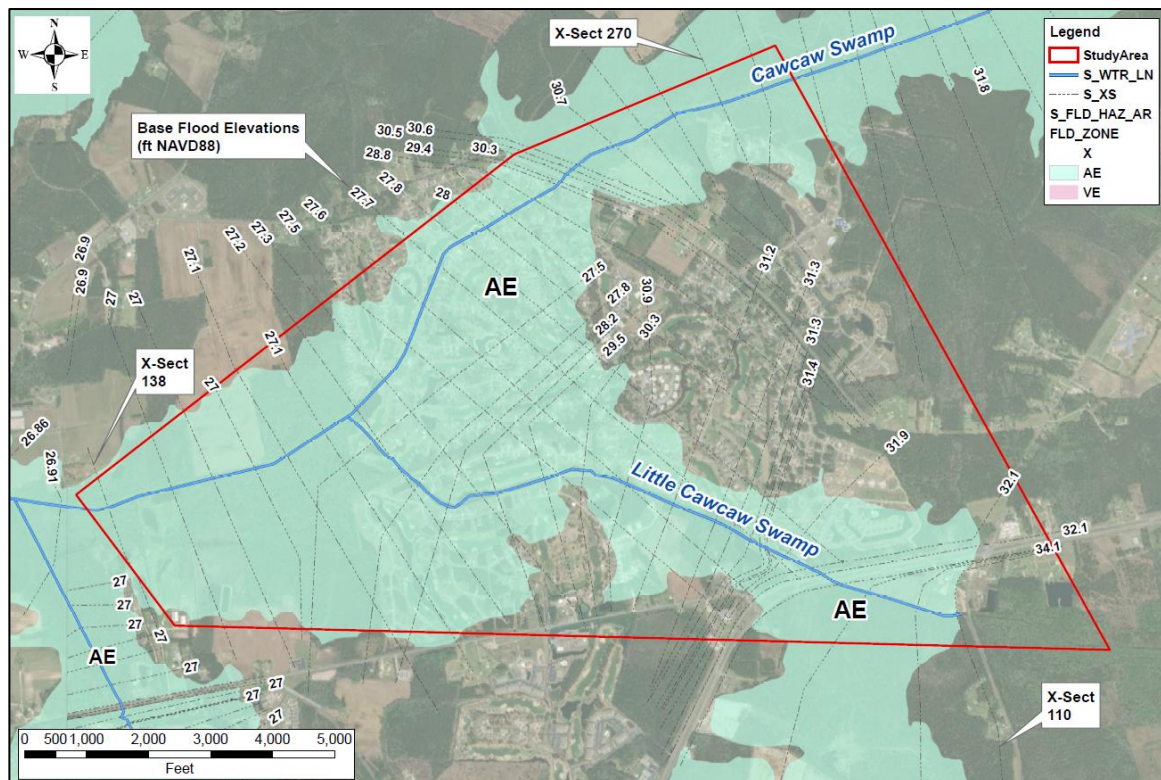 N
W E
S
X-Sect 270
Cawcaw Swamp
Legend
StudyArea
S_WTR_LN
S_XS
S_FLD_HAZ_AR
FLD_ZONE
X
AE
VE
31.8
30.7
Base Flood Elevations
(ft NAVD88)
30.5
30.6
30.3
28.8
29.4
27.8
27.7
28
27.6
27.5
27.3
27.2
27.1
26.9
26.9
27
27
31.2
31.3
31.3
31.4
AE
27.5
27.8
30.9
28.2
30.3
29.5
27.1
27
X-Sect
138
26.86
26.91
31.9
Little Cawcaw Swamp
32.1
32.1
34.1
AE
27
27
27
27
AE
27
27
27
27
X-Sect
110
0 500 1,000 2,000 3,000 4,000 5,000
Feet